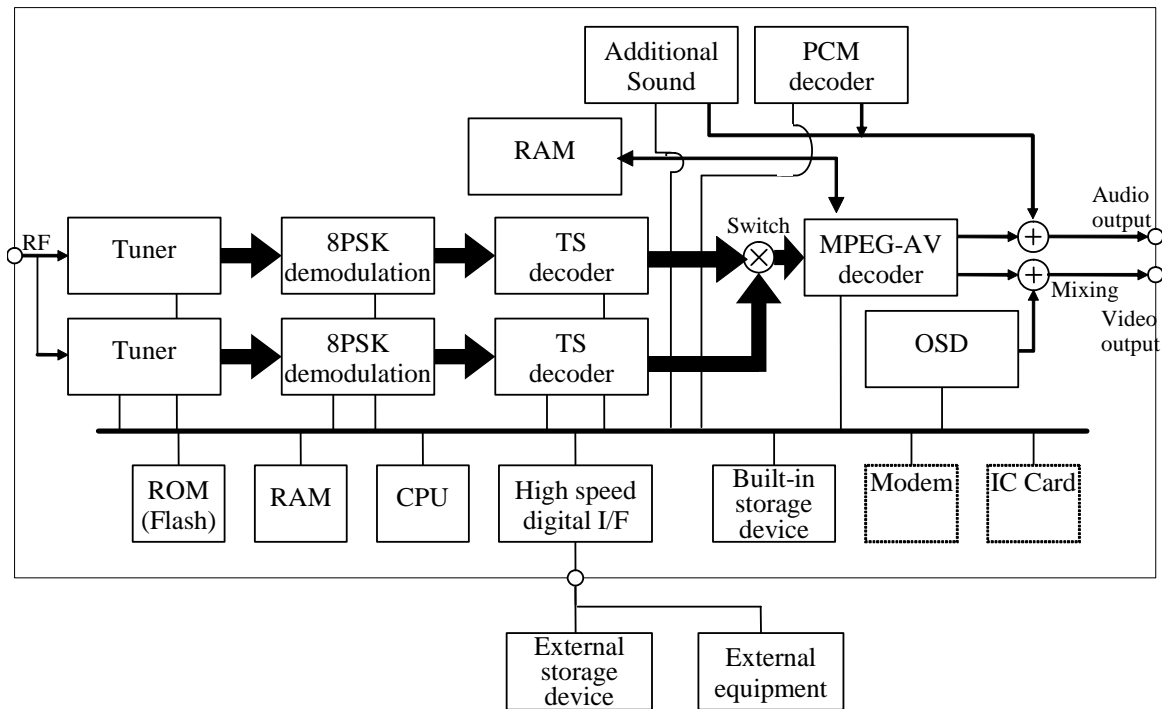 Additional
Sound
PCM
decoder
RAM
RF
Tuner
8PSK
demodulation
TS
decoder
Switch
MPEG-AV
decoder
Audio
output
Mixing
Video
output
Tuner
8PSK
demodulation
TS
decoder
OSD
ROM
(Flash)
RAM
CPU
High speed
digital I/F
Built-in
storage
device
Modem
IC Card
External
storage
device
External
equipment